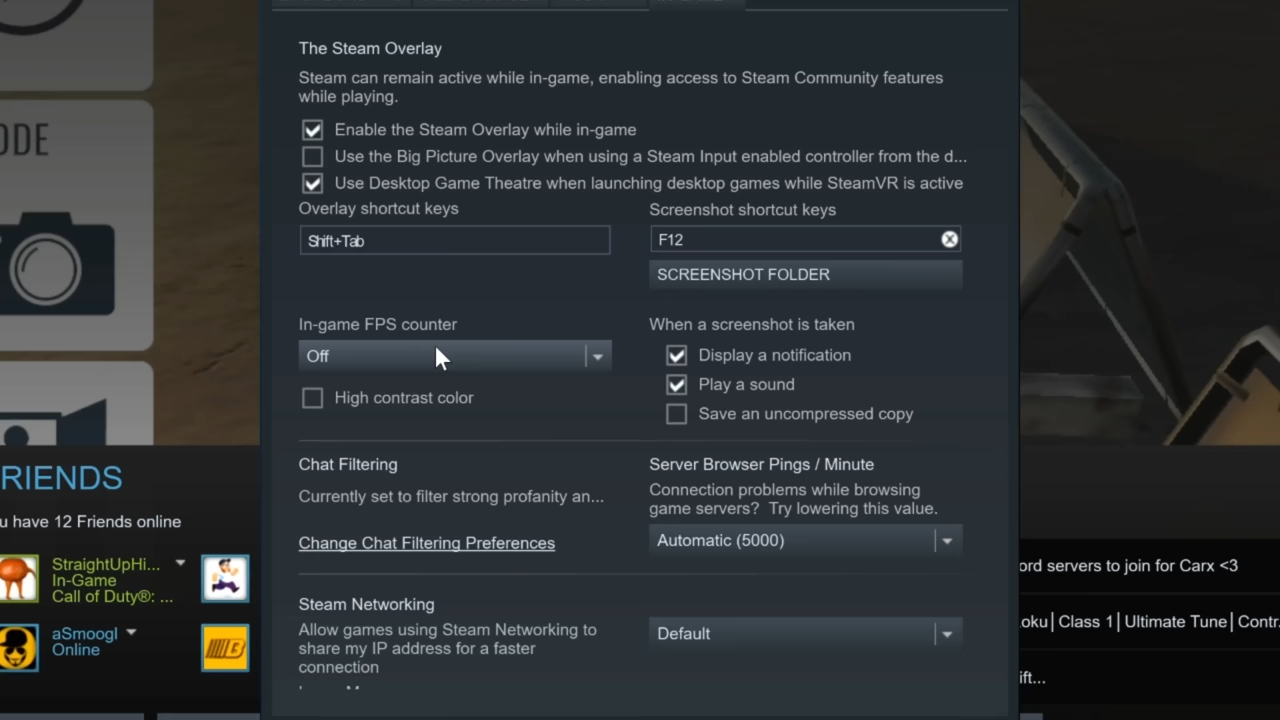 The Steam Overlay
Steam can remain active while in-game, enabling access to Steam Community features
while playing.
Enable the Steam Overlay while in-game
Use the Big Picture Overlay when using a Steam Input enabled controller from the d...
Use Desktop Game Theatre when launching desktop games while SteamVR is active
Overlay shortcut keys
Shift+Tab
Screenshot shortcut keys
F12
SCREENSHOT FOLDER
In-game FPS counter
Off
High contrast color
When a screenshot is taken
Display a notification
Play a sound
Save an uncompressed copy
Chat Filtering
Currently set to filter strong profanity an...
Change Chat Filtering Preferences
Server Browser Pings / Minute
Connection problems while browsing
game servers? Try lowering this value.
Automatic (5000)
Steam Networking
Allow games using Steam Networking to
share my IP address for a faster
connection
Default
ODE
RIENDS
u have 12 Friends online
StraightUpHi...
In-Game
Call of Duty®: ...
aSmoogl
Online
ord servers to join for Carx <3
oku| Class 1 | Ultimate Tune | Contr
ift...